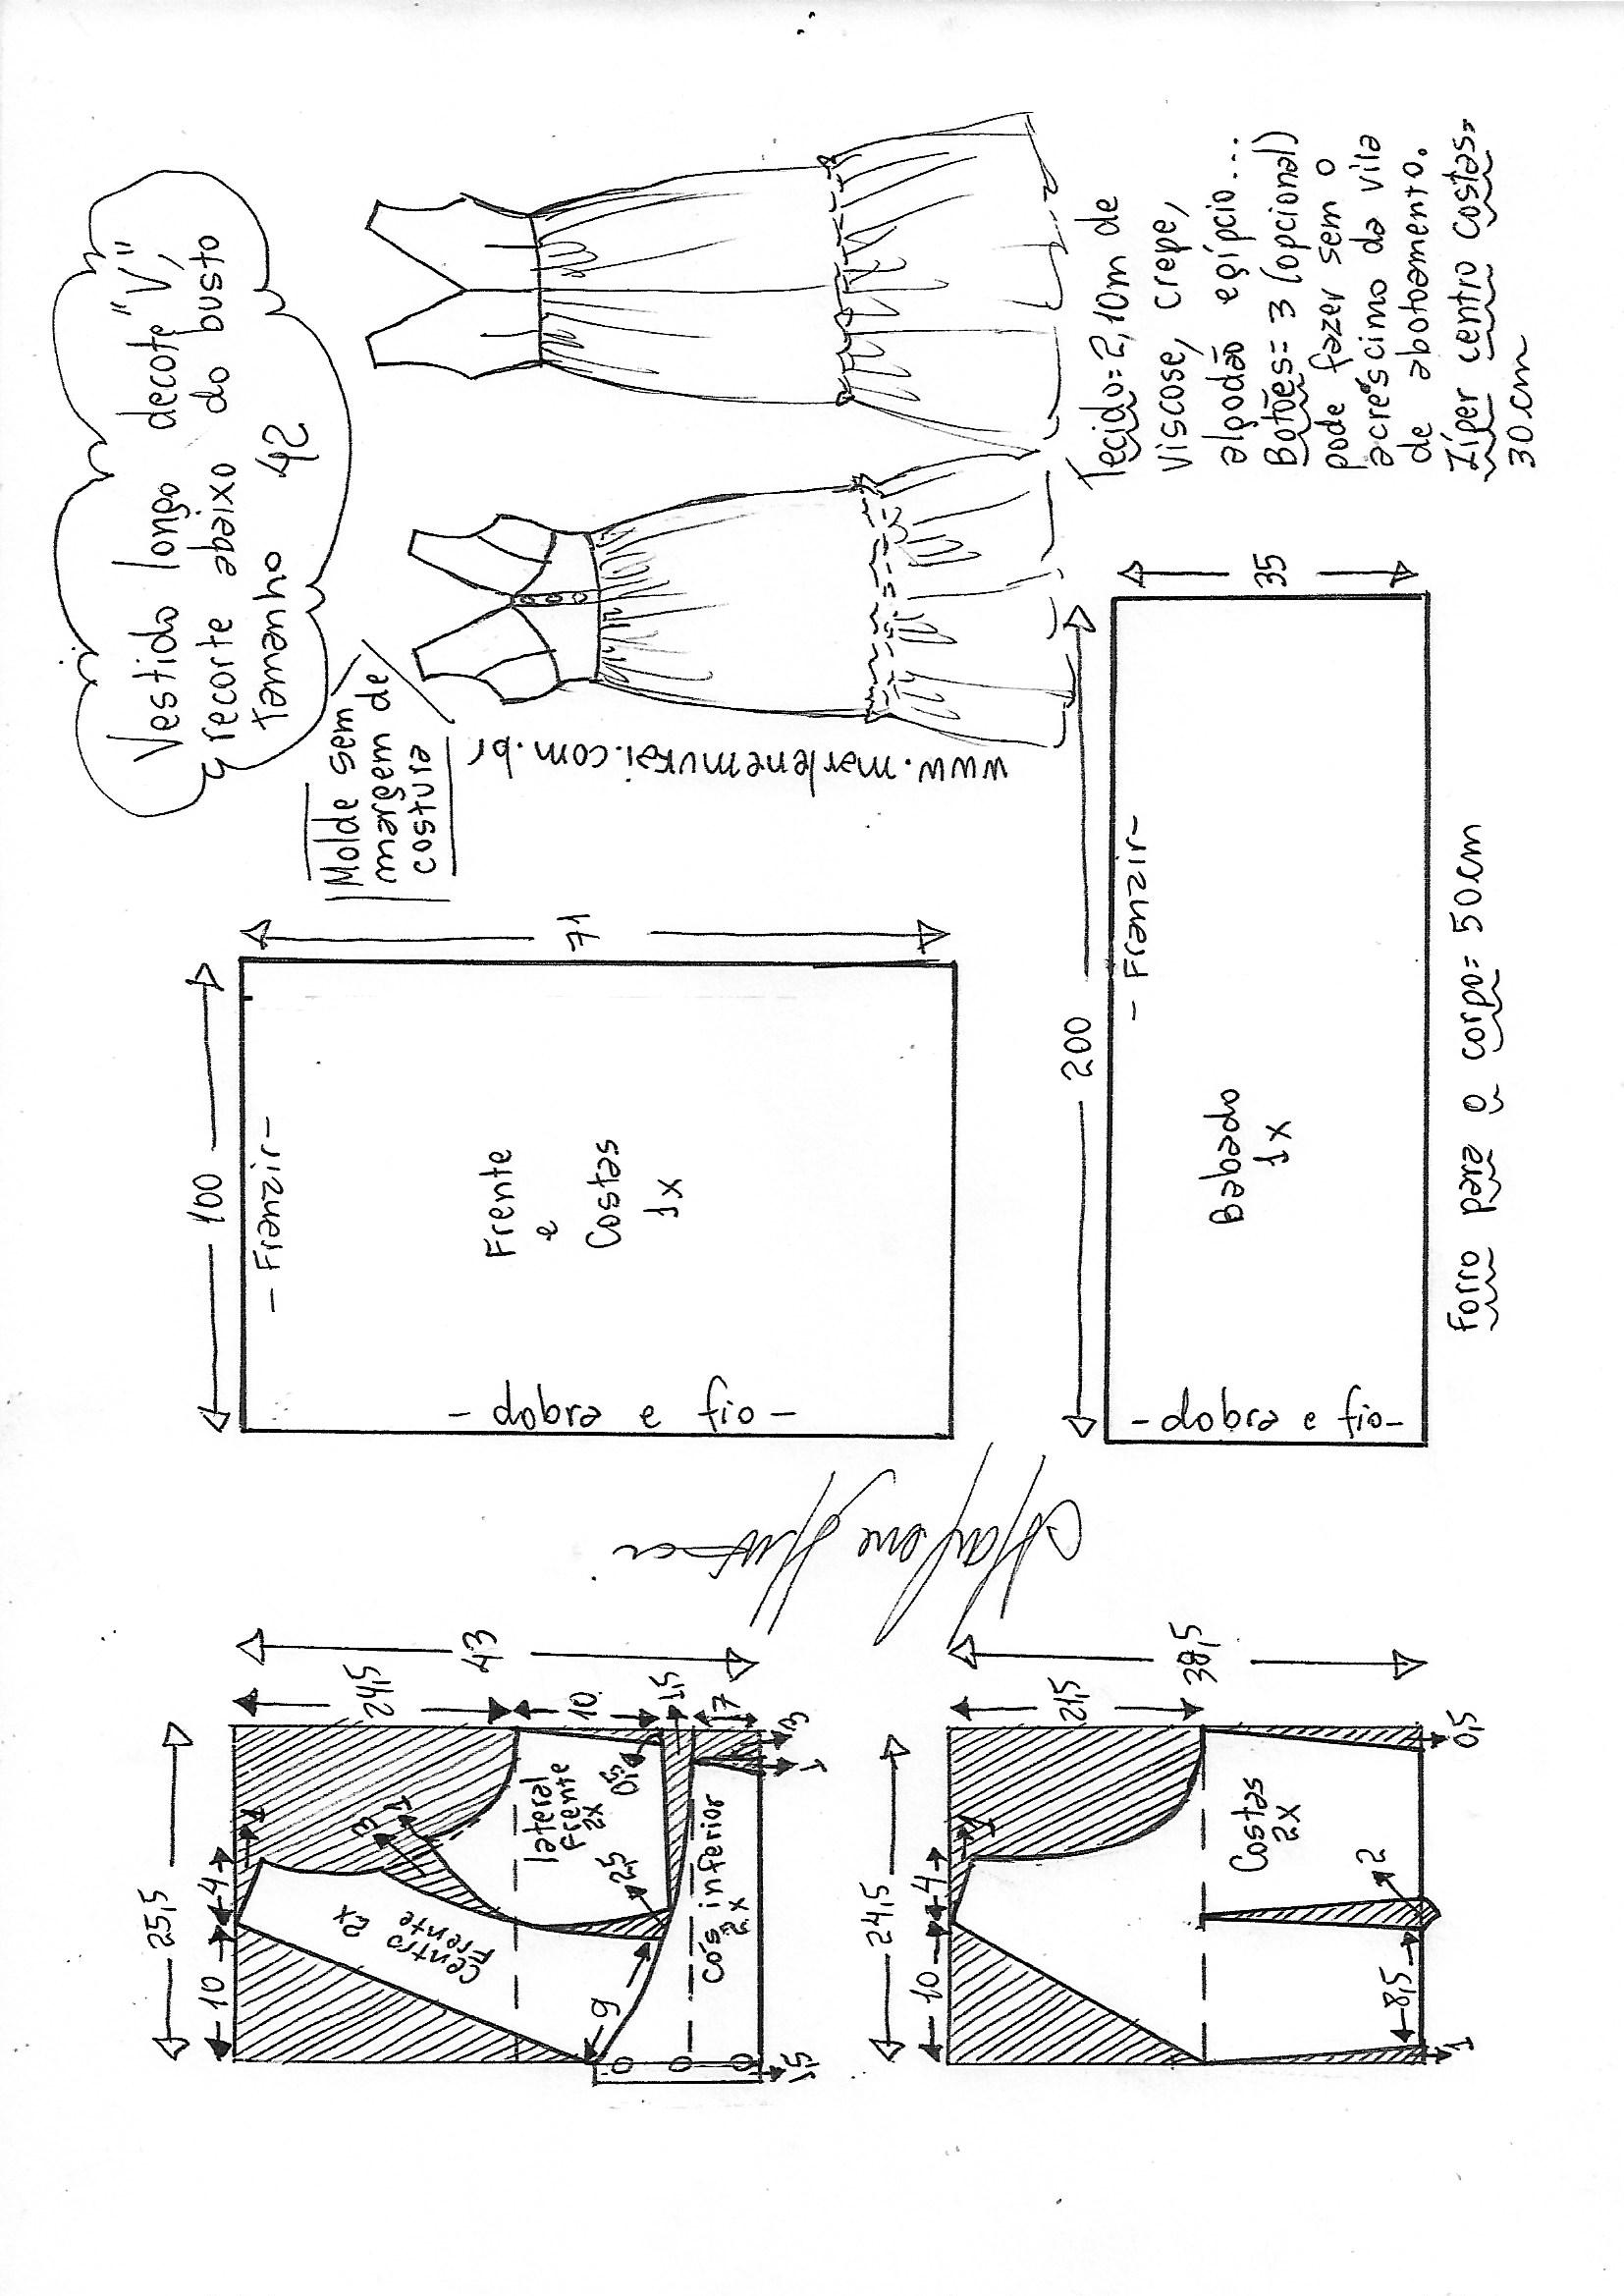 Vestido longo decote "V",
recorte abaixo do busto
tamanho 42
Molde sem
margem de
costura
www.marlenemukai.com.br
Tecido=2,10m de
viscose, crepe,
algodão egípcio...
Botões=3 (opcional)
pode fazer sem o
acréscimo da vira
de abotoamento.
Zíper centro costas=
30cm
100
71
- Franzir -
Frente
e
Costas
1x
- dobra e fio -
200
35
- Franzir -
Babado
1x
- dobra e fio -
Forro para o corpo= 50cm
Marlene Mukai
25,5
10
4
1
24,5
43
10
1,5
7
3
1
3
1
0,5
2,5
9
1,5
Centro
Frente
2x
lateral
frente
2x
Cós inferior
2x
24,5
10
4
1
21,5
38,5
0,5
2
8,5
1
Costas
2x